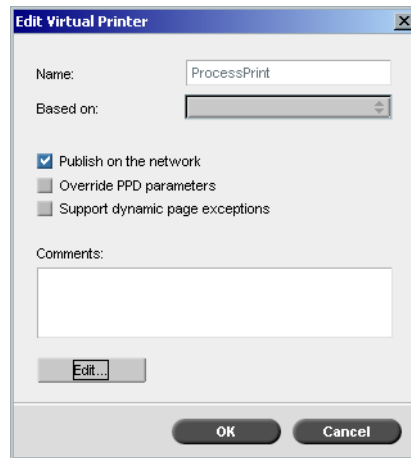 Edit Virtual Printer
Name: ProcessPrint
Based on:
Publish on the network
Override PPD parameters
Support dynamic page exceptions
Comments:
Edit...
OK Cancel